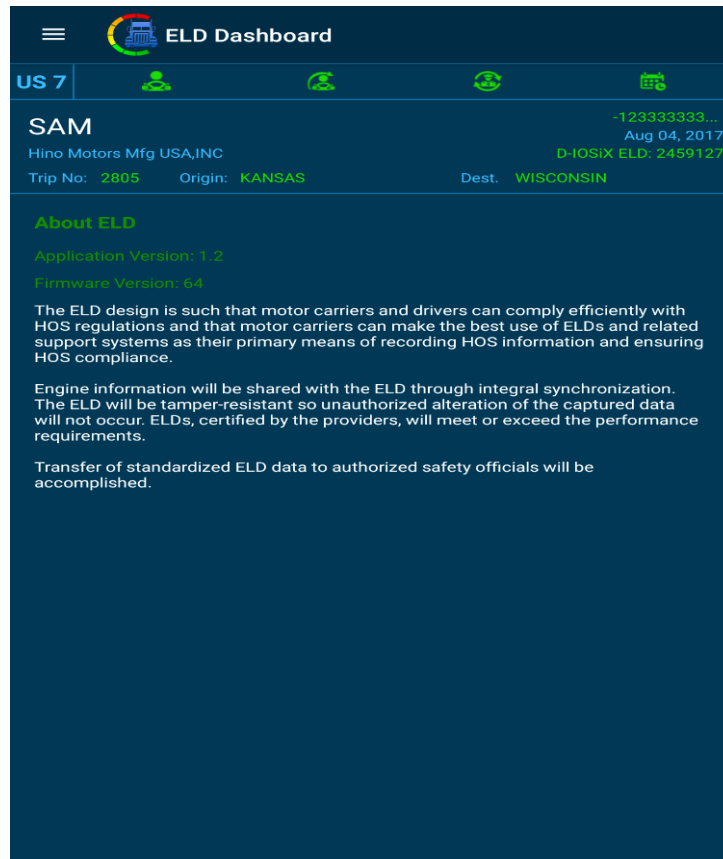 ELD Dashboard
US 7
SAM
-123333333...
Aug 04, 2017
Hino Motors Mfg USA,INC
D-IOSiX ELD: 2459127
Trip No: 2805 Origin: KANSAS Dest. WISCONSIN
About ELD
Application Version: 1.2
Firmware Version: 64
The ELD design is such that motor carriers and drivers can comply efficiently with
HOS regulations and that motor carriers can make the best use of ELDs and related
support systems as their primary means of recording HOS information and ensuring
HOS compliance.
Engine information will be shared with the ELD through integral synchronization.
The ELD will be tamper-resistant so unauthorized alteration of the captured data
will not occur. ELDs, certified by the providers, will meet or exceed the performance
requirements.
Transfer of standardized ELD data to authorized safety officials will be
accomplished.